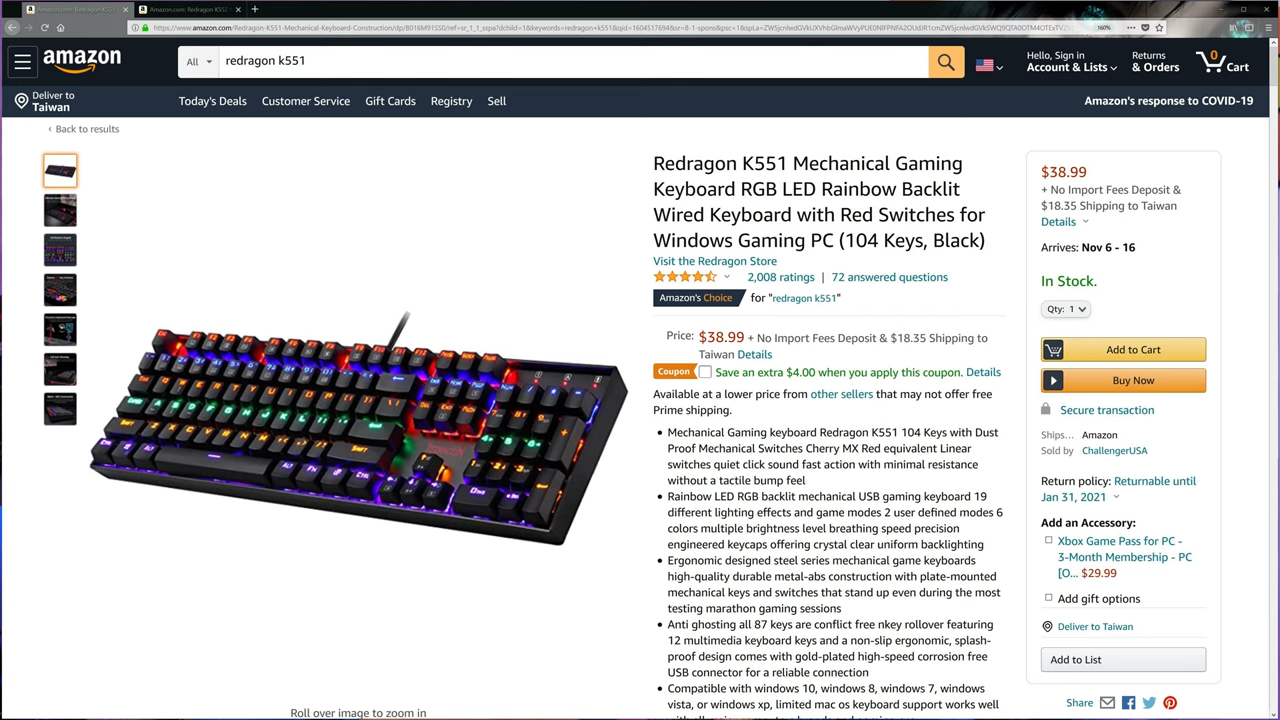 Amazon.com: Redragon K551
amazon
All
redragon k551
Hello, Sign in
Account & Lists
Returns
& Orders
0
Cart
Deliver to
Taiwan
Today's Deals
Customer Service
Gift Cards
Registry
Sell
Amazon's response to COVID-19
‹ Back to results
Redragon K551 Mechanical Gaming
Keyboard RGB LED Rainbow Backlit
Wired Keyboard with Red Switches for
Windows Gaming PC (104 Keys, Black)
Visit the Redragon Store
2,008 ratings | 72 answered questions
Amazon's Choice for "redragon k551"
Price: $38.99 + No Import Fees Deposit & $18.35 Shipping to
Taiwan Details
Coupon Save an extra $4.00 when you apply this coupon. Details
Available at a lower price from other sellers that may not offer free
Prime shipping.
• Mechanical Gaming keyboard Redragon K551 104 Keys with Dust
Proof Mechanical Switches Cherry MX Red equivalent Linear
switches quiet click sound fast action with minimal resistance
without a tactile bump feel
• Rainbow LED RGB backlit mechanical USB gaming keyboard 19
different lighting effects and game modes 2 user defined modes 6
colors multiple brightness level breathing speed precision
engineered keycaps offering crystal clear uniform backlighting
• Ergonomic designed steel series mechanical game keyboards
high-quality durable metal-abs construction with plate-mounted
mechanical keys and switches that stand up even during the most
testing marathon gaming sessions
• Anti ghosting all 87 keys are conflict free nkey rollover featuring
12 multimedia keyboard keys and a non-slip ergonomic, splash-
proof design comes with gold-plated high-speed corrosion free
USB connector for a reliable connection
• Compatible with windows 10, windows 8, windows 7, windows
vista, or windows xp, limited mac os keyboard support works well
Roll over image to zoom in
$38.99
+ No Import Fees Deposit &
$18.35 Shipping to Taiwan
Details
Arrives: Nov 6 - 16
In Stock.
Qty: 1
Add to Cart
Buy Now
Secure transaction
Ships... Amazon
Sold by ChallengerUSA
Return policy: Returnable until
Jan 31, 2021
Add an Accessory:
Xbox Game Pass for PC -
3-Month Membership - PC
[O... $29.99
Add gift options
Deliver to Taiwan
Add to List
Share